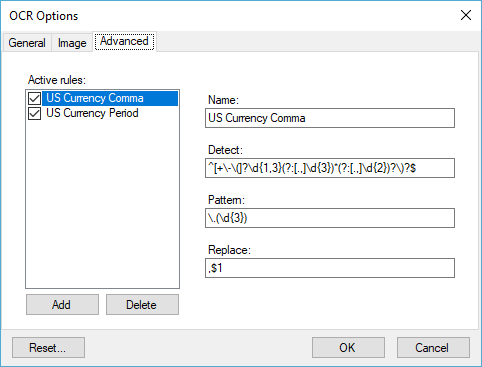 OCR Options
General Image Advanced
Active rules:
US Currency Comma
US Currency Period
Name:
US Currency Comma
Detect:
^[+\-\(]?\d{1,3}(?:[.,]\d{3})*(?:[.,]\d{2})?\)?$
Pattern:
\.(\d{3})
Replace:
,$1
Add Delete
Reset... OK Cancel